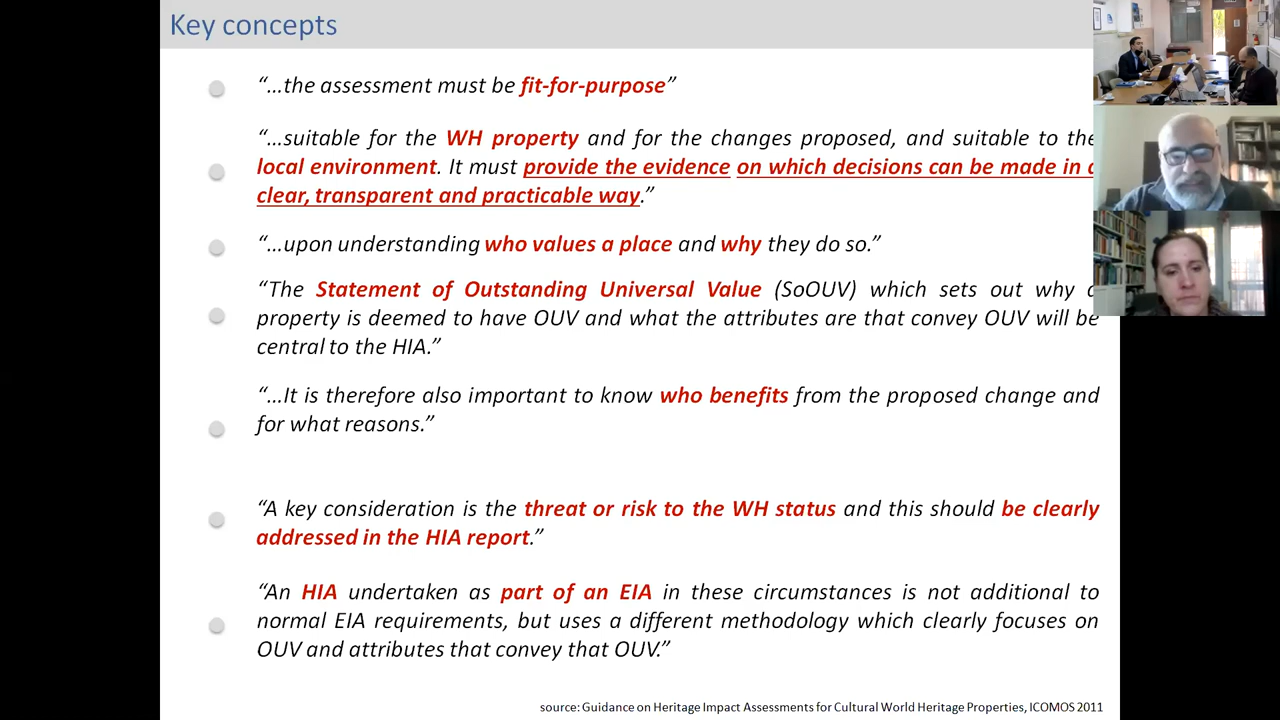 Key concepts
“…the assessment must be fit-for-purpose”
“…suitable for the WH property and for the changes proposed, and suitable to the
local environment. It must provide the evidence on which decisions can be made in a
clear, transparent and practicable way.”
“…upon understanding who values a place and why they do so.”
“The Statement of Outstanding Universal Value (SoOUV) which sets out why a
property is deemed to have OUV and what the attributes are that convey OUV will be
central to the HIA.”
“…It is therefore also important to know who benefits from the proposed change and
for what reasons.”
“A key consideration is the threat or risk to the WH status and this should be clearly
addressed in the HIA report.”
“An HIA undertaken as part of an EIA in these circumstances is not additional to
normal EIA requirements, but uses a different methodology which clearly focuses on
OUV and attributes that convey that OUV.”
source: Guidance on Heritage Impact Assessments for Cultural World Heritage Properties, ICOMOS 2011